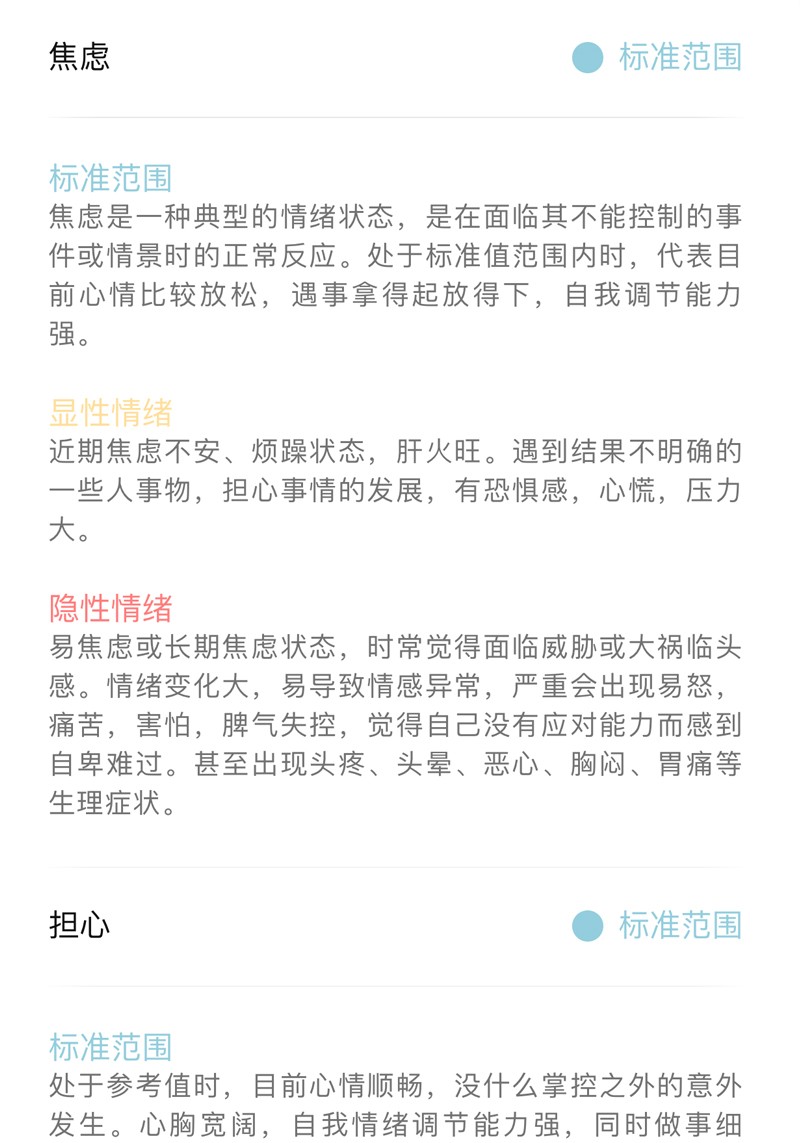 焦虑
标准范围
标准范围
焦虑是一种典型的情绪状态，是在面临其不能控制的事
件或情景时的正常反应。处于标准值范围内时，代表目
前心情比较放松，遇事拿得起放得下，自我调节能力
强。
显性情绪
近期焦虑不安、烦躁状态，肝火旺。遇到结果不明确的
一些人事物，担心事情的发展，有恐惧感，心慌，压力
大。
隐性情绪
易焦虑或长期焦虑状态，时常觉得面临威胁或大祸临头
感。情绪变化大，易导致情感异常，严重会出现易怒，
痛苦，害怕，脾气失控，觉得自己没有应对能力而感到
自卑难过。甚至出现头疼、头晕、恶心、胸闷、胃痛等
生理症状。
担心
标准范围
标准范围
处于参考值时，目前心情顺畅，没什么掌控之外的意外
发生。心胸宽阔，自我情绪调节能力强，同时做事细